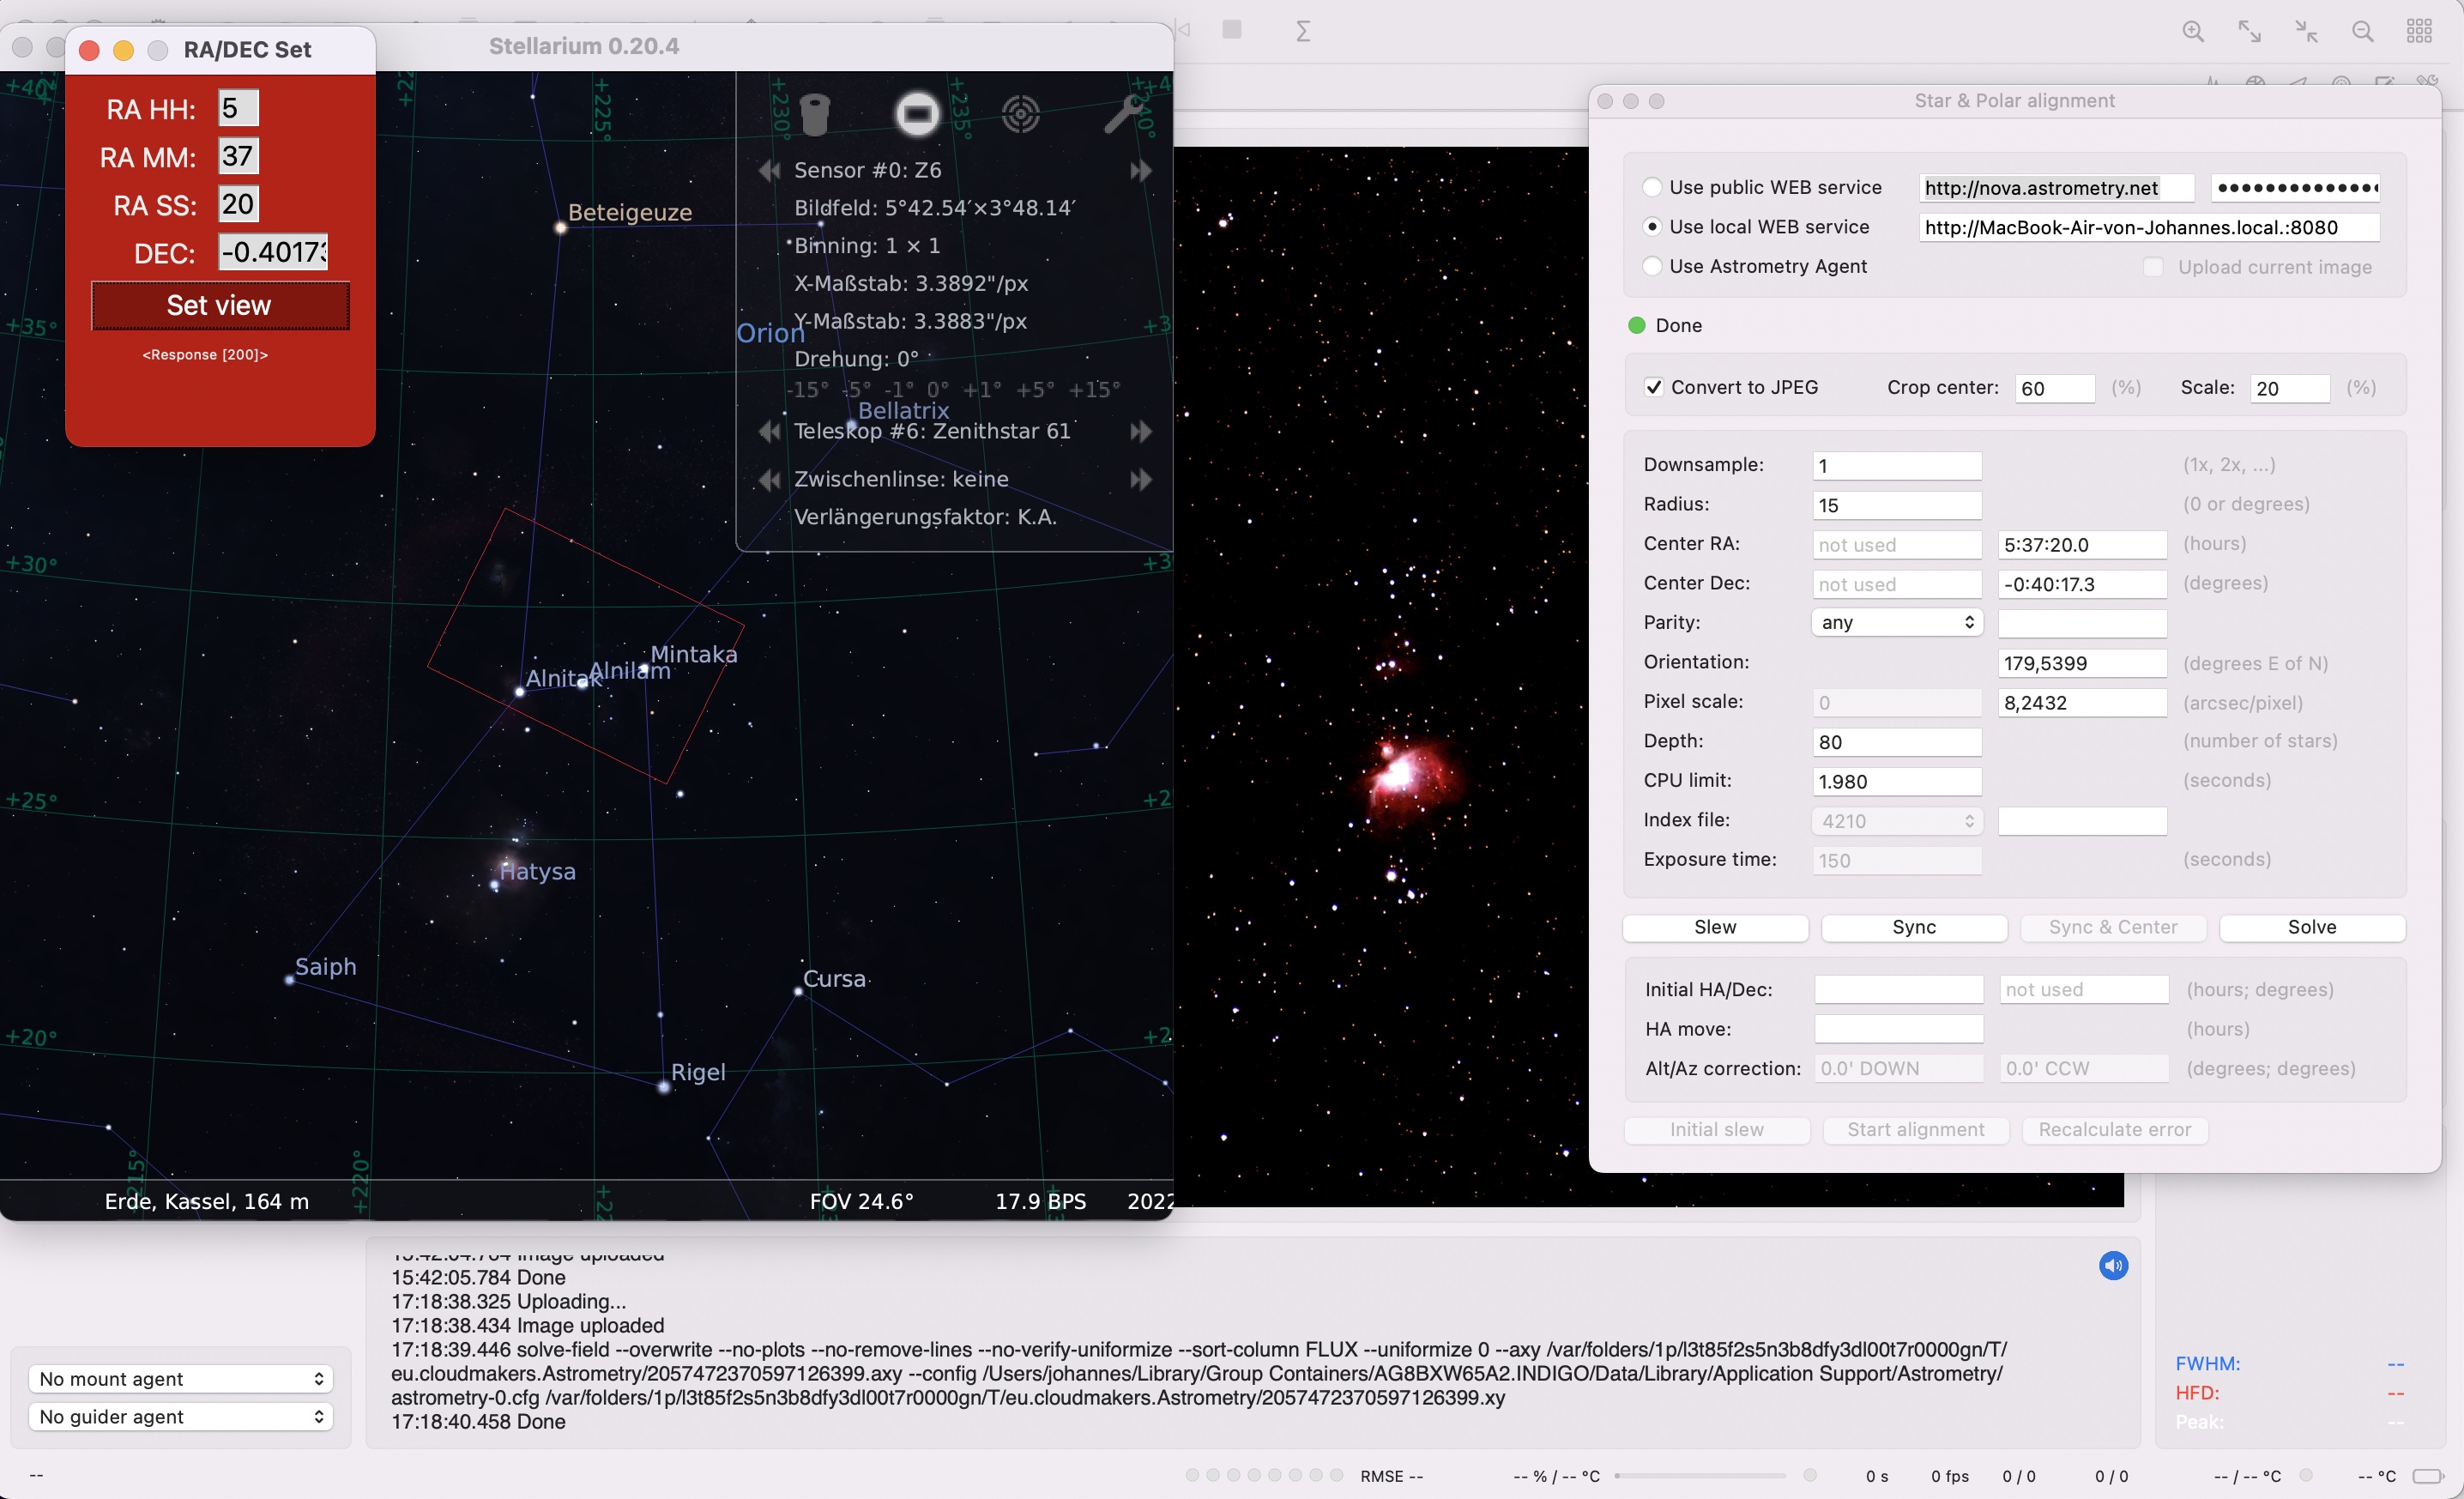 RA/DEC Set
Stellarium 0.20.4
RA HH: 5
RA MM: 37
RA SS: 20
DEC: -0.40173
Set view
<Response [200]>
+40°
+225°
+230°
+235°
+240°
+35°
+30°
+25°
+20°
215°
+220°
Beteigeuze
Orion
Bellatrix
Mintaka
Alnilam
Alnitak
Hatysa
Saiph
Cursa
Rigel
Sensor #0: Z6
Bildfeld: 5°42.54′×3°48.14′
Binning: 1 × 1
X-Maßstab: 3.3892"/px
Y-Maßstab: 3.3883"/px
Drehung: 0°
-15° -5° -1° 0° +1° +5° +15°
Teleskop #6: Zenithstar 61
Zwischenlinse: keine
Verlängerungsfaktor: K.A.
Erde, Kassel, 164 m
FOV 24.6°
17.9 BPS
2022
Star & Polar alignment
Use public WEB service http://nova.astrometry.net
Use local WEB service http://MacBook-Air-von-Johannes.local.:8080
Use Astrometry Agent Upload current image
Done
Convert to JPEG Crop center: 60 (%) Scale: 20 (%)
Downsample: 1 (1x, 2x, ...)
Radius: 15 (0 or degrees)
Center RA: not used 5:37:20.0 (hours)
Center Dec: not used -0:40:17.3 (degrees)
Parity: any
Orientation: 179,5399 (degrees E of N)
Pixel scale: 0 8,2432 (arcsec/pixel)
Depth: 80 (number of stars)
CPU limit: 1.980 (seconds)
Index file: 4210
Exposure time: 150 (seconds)
Slew Sync Sync & Center Solve
Initial HA/Dec: not used (hours; degrees)
HA move: (hours)
Alt/Az correction: 0.0' DOWN 0.0' CCW (degrees; degrees)
Initial slew Start alignment Recalculate error
15:42:04.784 Image uploaded
15:42:05.784 Done
17:18:38.325 Uploading...
17:18:38.434 Image uploaded
17:18:39.446 solve-field --overwrite --no-plots --no-remove-lines --no-verify-uniformize --sort-column FLUX --uniformize 0 --axy /var/folders/1p/l3t85f2s5n3b8dfy3dl00t7r0000gn/T/
eu.cloudmakers.Astrometry/2057472370597126399.axy --config /Users/johannes/Library/Group Containers/AG8BXW65A2.INDIGO/Data/Library/Application Support/Astrometry/
astrometry-0.cfg /var/folders/1p/l3t85f2s5n3b8dfy3dl00t7r0000gn/T/eu.cloudmakers.Astrometry/2057472370597126399.xy
17:18:40.458 Done
No mount agent
No guider agent
FWHM: --
HFD: --
Peak: --
--
RMSE --
-- % / -- °C
0 s
0 fps
0 / 0
0 / 0
-- / -- °C
-- °C